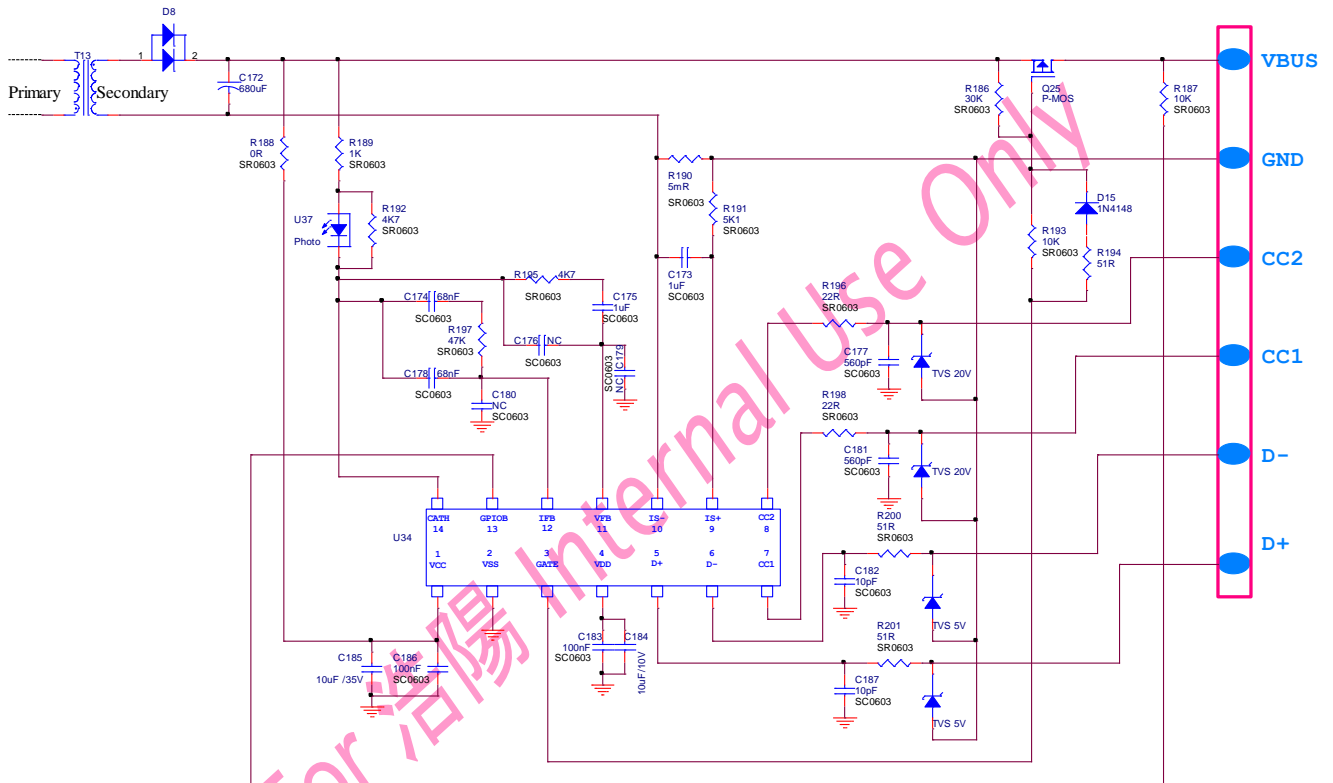 D8
T13
1
2
Primary
Secondary
C172
680uF
R188
0R
SR0603
R189
1K
SR0603
R186
30K
SR0603
Q25
P-MOS
R187
10K
SR0603
VBUS
GND
CC2
CC1
D-
D+
U37
Photo
R192
4K7
SR0603
R190
5mR
SR0603
R191
5K1
SR0603
C173
1uF
SC0603
D15
1N4148
R193
10K
SR0603
R194
51R
R195
4K7
SR0603
C174
68nF
SC0603
R197
47K
SR0603
C175
1uF
SC0603
C176
NC
SC0603
SC0603
NC
C179
C178
68nF
SC0603
C180
NC
SC0603
R196
22R
SR0603
C177
560pF
SC0603
TVS 20V
R198
22R
SR0603
C181
560pF
SC0603
TVS 20V
U34
CATH
14
GPIOB
13
IFB
12
VFB
11
IS-
10
IS+
9
CC2
8
1
VCC
2
VSS
3
GATE
4
VDD
5
D+
6
D-
7
CC1
R200
51R
SR0603
C182
10pF
SC0603
TVS 5V
R201
51R
SR0603
C187
10pF
SC0603
TVS 5V
C183
100nF
SC0603
C184
10uF/10V
C185
10uF /35V
C186
100nF
SC0603
For 浩陽 Internal Use Only